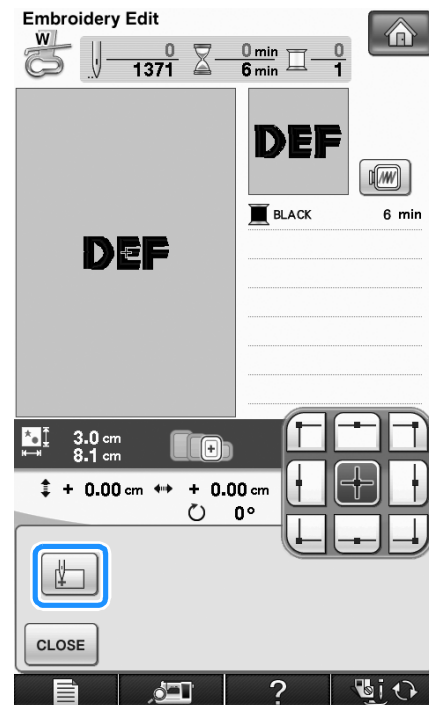 Embroidery Edit
W
0 0 min 0
1371 6 min 1
DEF
BLACK 6 min
DEF
3.0 cm
8.1 cm
+ 0.00 cm + 0.00 cm
0°
CLOSE
?